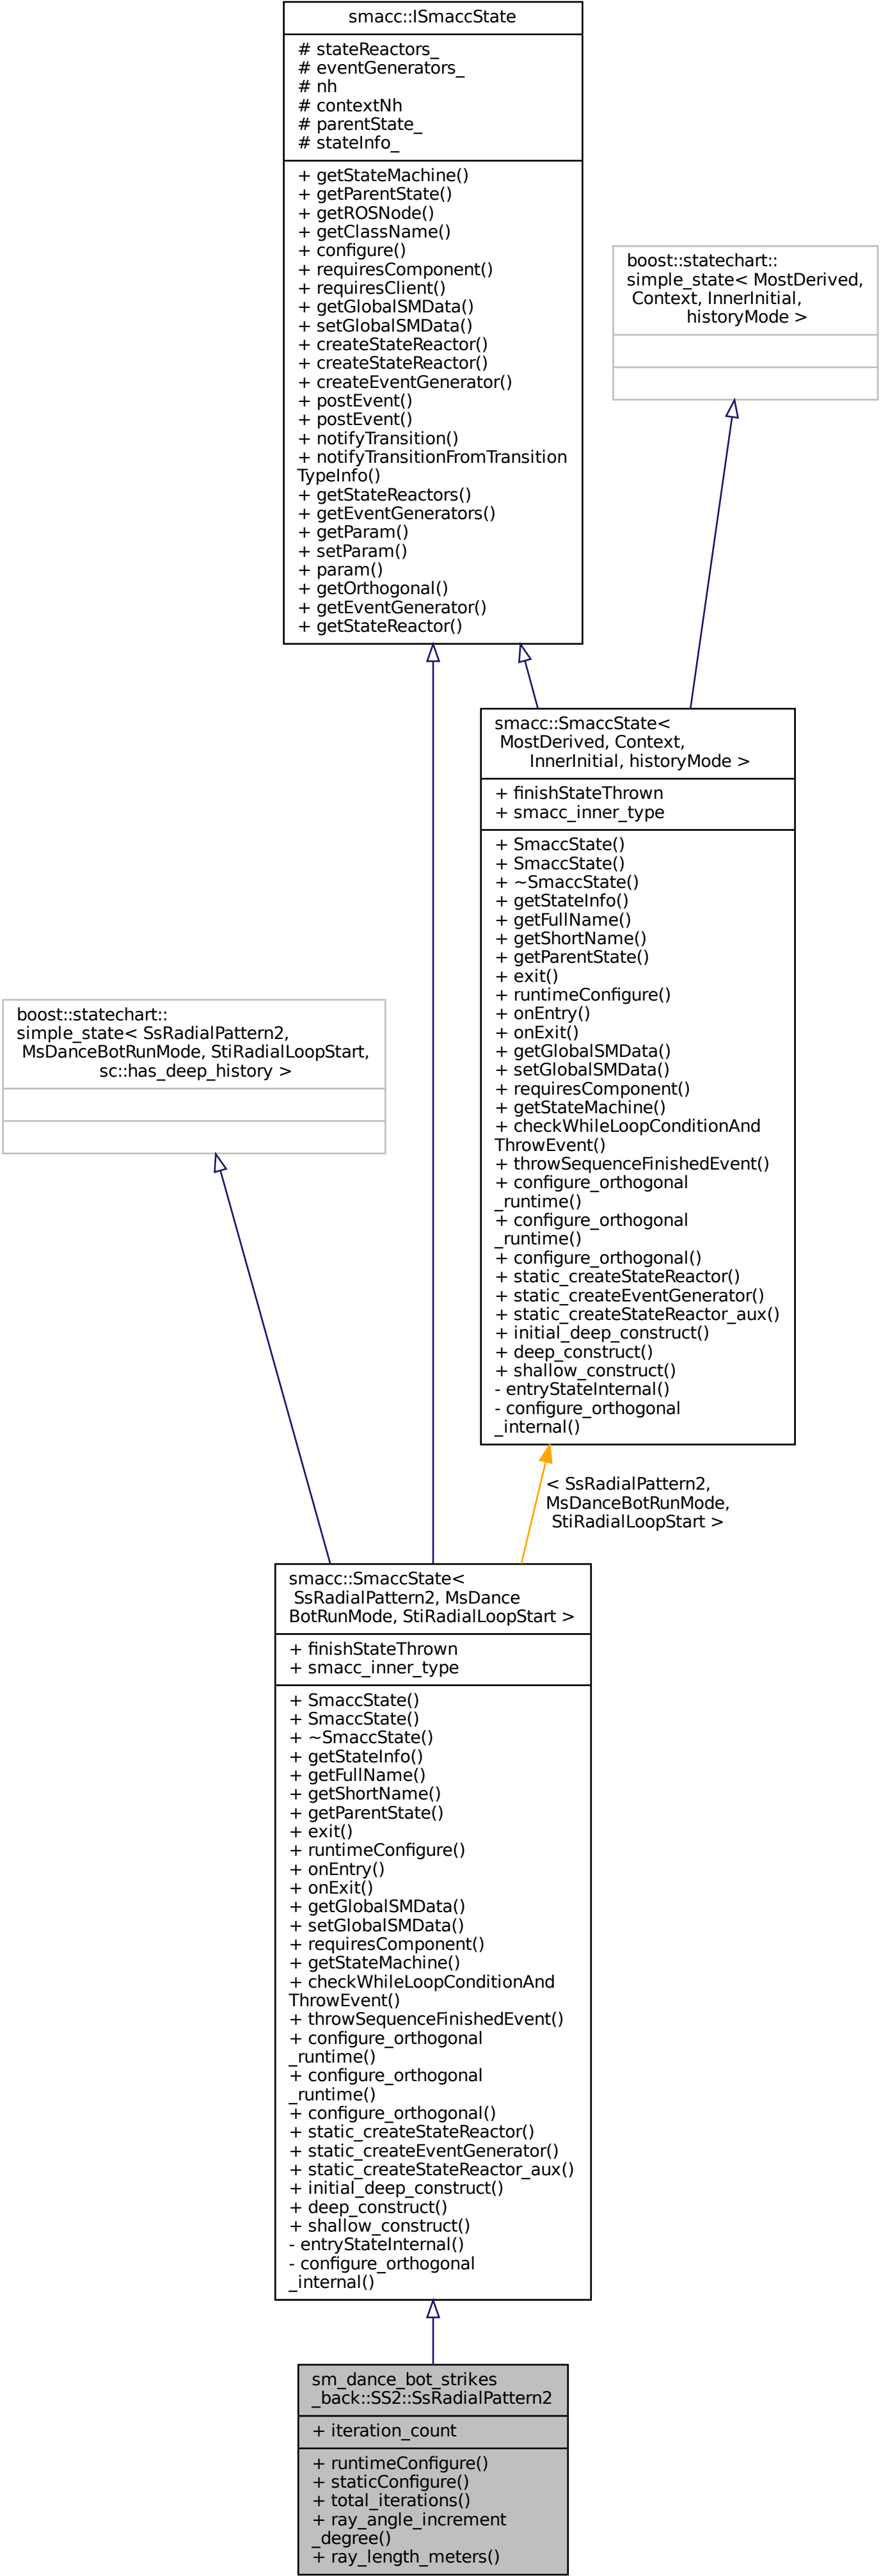 smacc::ISmaccState
# stateReactors_
# eventGenerators_
# nh
# contextNh
# parentState_
# stateInfo_
+ getStateMachine()
+ getParentState()
+ getROSNode()
+ getClassName()
+ configure()
+ requiresComponent()
+ requiresClient()
+ getGlobalSMData()
+ setGlobalSMData()
+ createStateReactor()
+ createStateReactor()
+ createEventGenerator()
+ postEvent()
+ postEvent()
+ notifyTransition()
+ notifyTransitionFromTransition
TypeInfo()
+ getStateReactors()
+ getEventGenerators()
+ getParam()
+ setParam()
+ param()
+ getOrthogonal()
+ getEventGenerator()
+ getStateReactor()
boost::statechart::
simple_state< MostDerived,
Context, InnerInitial,
historyMode >
smacc::SmaccState<
MostDerived, Context,
InnerInitial, historyMode >
+ finishStateThrown
+ smacc_inner_type
+ SmaccState()
+ SmaccState()
+ ~SmaccState()
+ getStateInfo()
+ getFullName()
+ getShortName()
+ getParentState()
+ exit()
+ runtimeConfigure()
+ onEntry()
+ onExit()
+ getGlobalSMData()
+ setGlobalSMData()
+ requiresComponent()
+ getStateMachine()
+ checkWhileLoopConditionAnd
ThrowEvent()
+ throwSequenceFinishedEvent()
+ configure_orthogonal
_runtime()
+ configure_orthogonal
_runtime()
+ configure_orthogonal()
+ static_createStateReactor()
+ static_createEventGenerator()
+ static_createStateReactor_aux()
+ initial_deep_construct()
+ deep_construct()
+ shallow_construct()
- entryStateInternal()
- configure_orthogonal
_internal()
boost::statechart::
simple_state< SsRadialPattern2,
MsDanceBotRunMode, StiRadialLoopStart,
sc::has_deep_history >
< SsRadialPattern2,
MsDanceBotRunMode,
StiRadialLoopStart >
smacc::SmaccState<
SsRadialPattern2, MsDance
BotRunMode, StiRadialLoopStart >
+ finishStateThrown
+ smacc_inner_type
+ SmaccState()
+ SmaccState()
+ ~SmaccState()
+ getStateInfo()
+ getFullName()
+ getShortName()
+ getParentState()
+ exit()
+ runtimeConfigure()
+ onEntry()
+ onExit()
+ getGlobalSMData()
+ setGlobalSMData()
+ requiresComponent()
+ getStateMachine()
+ checkWhileLoopConditionAnd
ThrowEvent()
+ throwSequenceFinishedEvent()
+ configure_orthogonal
_runtime()
+ configure_orthogonal
_runtime()
+ configure_orthogonal()
+ static_createStateReactor()
+ static_createEventGenerator()
+ static_createStateReactor_aux()
+ initial_deep_construct()
+ deep_construct()
+ shallow_construct()
- entryStateInternal()
- configure_orthogonal
_internal()
sm_dance_bot_strikes
_back::SS2::SsRadialPattern2
+ iteration_count
+ runtimeConfigure()
+ staticConfigure()
+ total_iterations()
+ ray_angle_increment
_degree()
+ ray_length_meters()